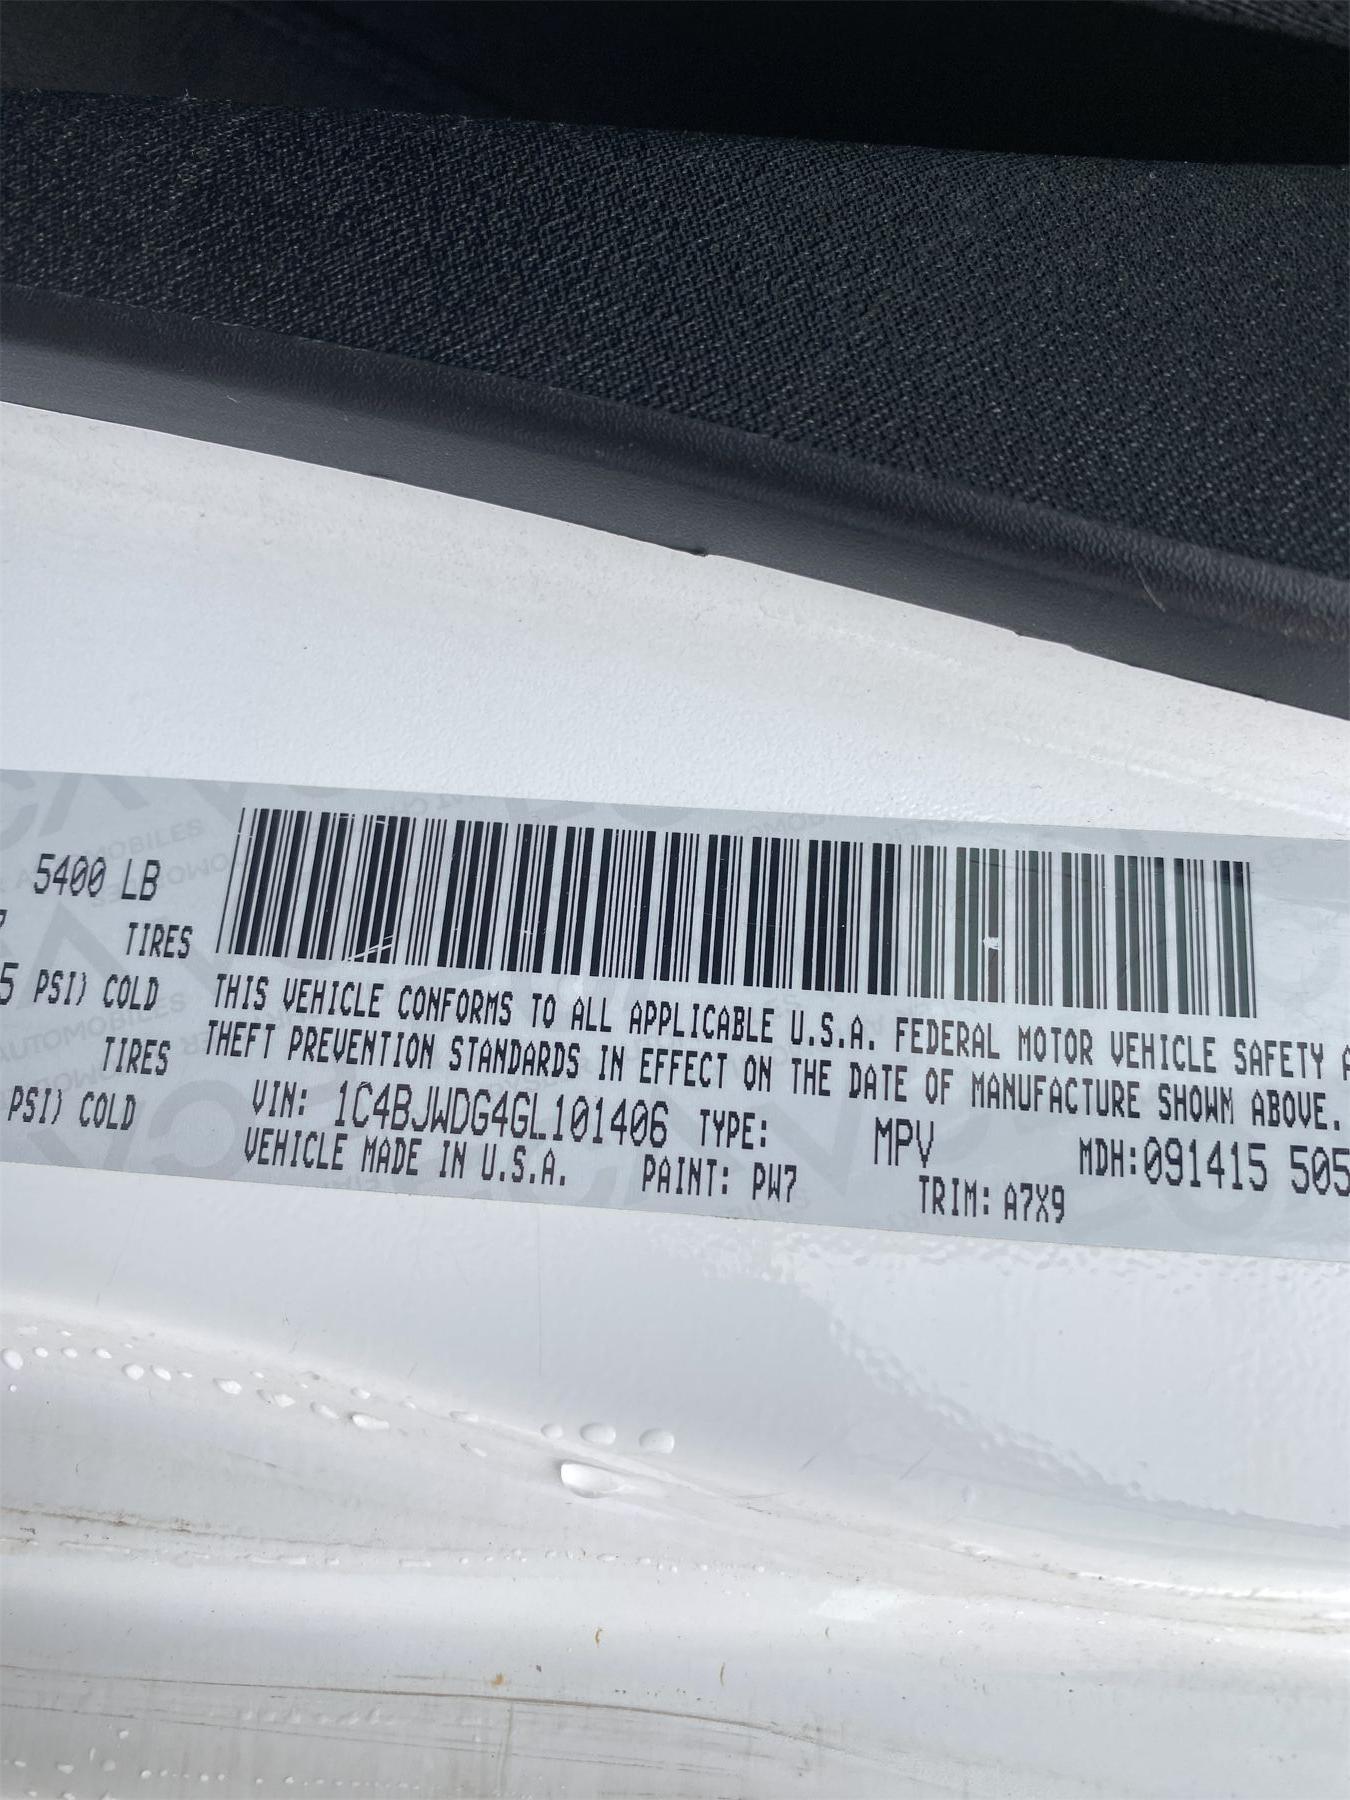 5400 LB
TIRES
5 PSI) COLD
TIRES
PSI) COLD
THIS VEHICLE CONFORMS TO ALL APPLICABLE U.S.A. FEDERAL MOTOR VEHICLE SAFETY A
THEFT PREVENTION STANDARDS IN EFFECT ON THE DATE OF MANUFACTURE SHOWN ABOVE.
VIN: 1C4BJWDG4GL101406 TYPE: MPV MDH:091415 505
VEHICLE MADE IN U.S.A. PAINT: PW7 TRIM: A7X9